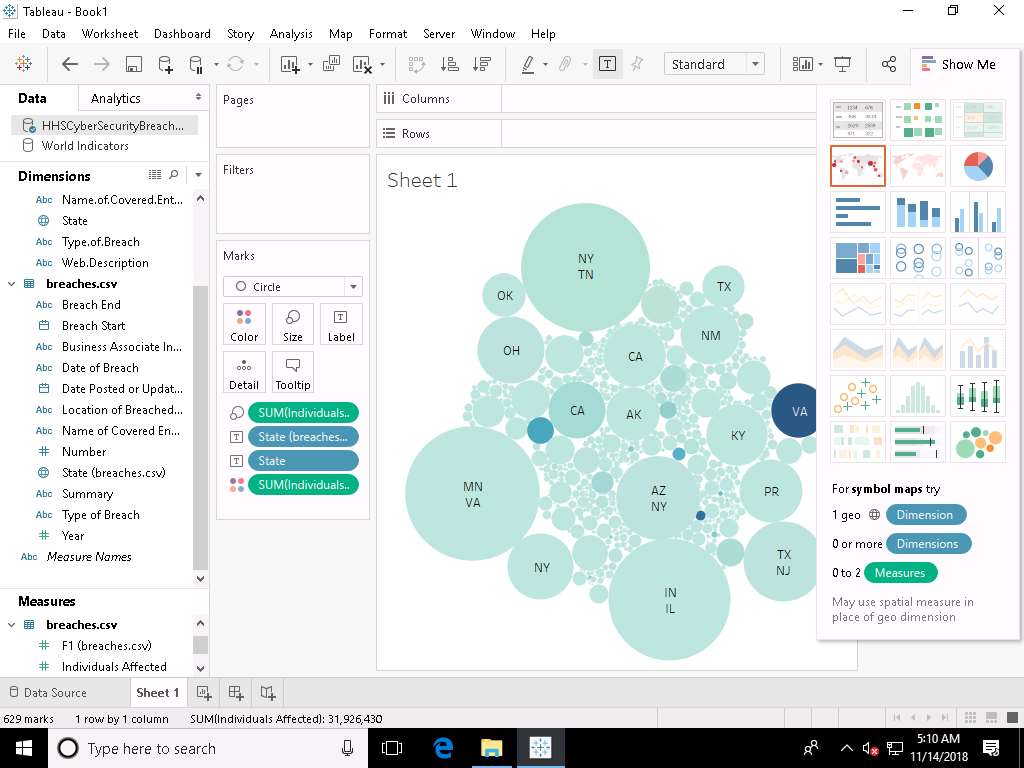 Tableau - Book1
File Data Worksheet Dashboard Story Analysis Map Format Server Window Help
Standard
Show Me
Data
Analytics
HHSCyberSecurityBreach...
World Indicators
Dimensions
Abc Name.of.Covered.Ent...
State
Abc Type.of.Breach
Abc Web.Description
breaches.csv
Abc Breach End
Breach Start
Abc Business Associate In...
Abc Date of Breach
Date Posted or Updat...
Abc Location of Breached...
Abc Name of Covered En...
# Number
State (breaches.csv)
Abc Summary
Abc Type of Breach
# Year
Abc Measure Names
Measures
breaches.csv
# F1 (breaches.csv)
# Individuals Affected
Pages
Filters
Marks
Circle
Color
Size
Label
Detail
Tooltip
SUM(Individuals..
State (breaches...
State
SUM(Individuals..
Columns
Rows
Sheet 1
NY
TN
OK
TX
OH
CA
NM
CA
AK
VA
KY
MN
VA
AZ
NY
PR
NY
TX
NJ
IN
IL
For symbol maps try
1 geo Dimension
0 or more Dimensions
0 to 2 Measures
May use spatial measure in
place of geo dimension
Data Source
Sheet 1
629 marks 1 row by 1 column SUM(Individuals Affected): 31,926,430
Type here to search
5:10 AM
11/14/2018